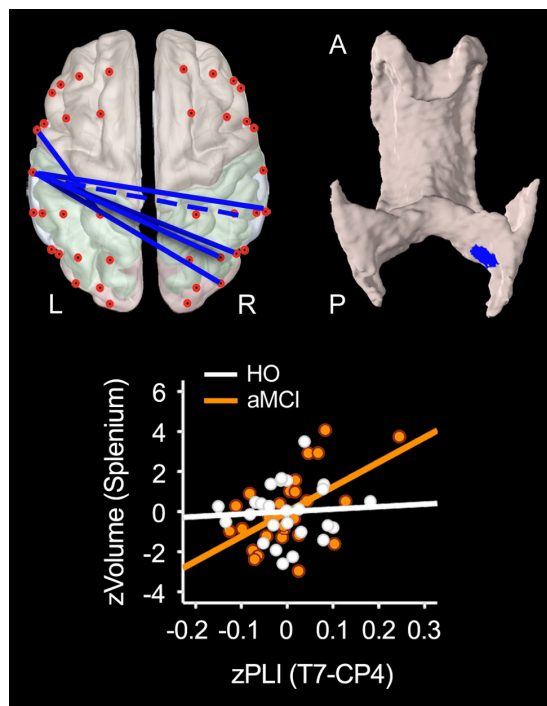 A
L
R
P
HO
aMCI
zVolume (Splenium)
6
4
2
0
-2
-4
-0.2 -0.1 0 0.1 0.2 0.3
zPLI (T7-CP4)